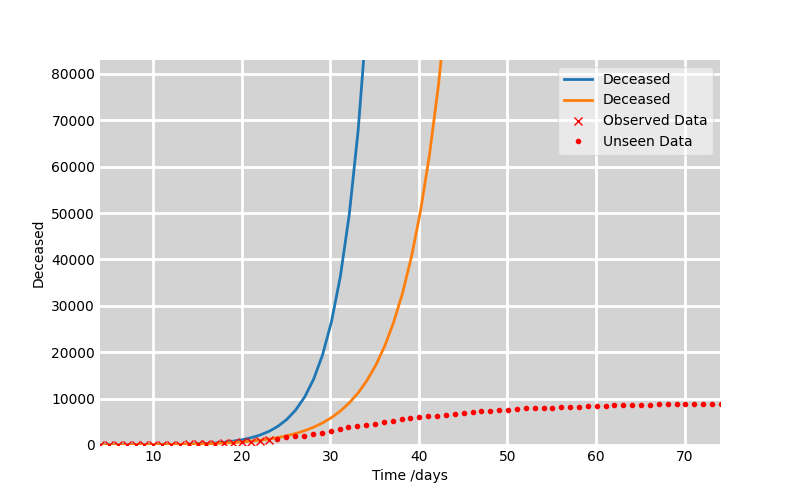 80000
70000
60000
50000
40000
30000
20000
10000
0
Deceased
10 20 30 40 50 60 70
Time /days
Deceased
Deceased
Observed Data
Unseen Data